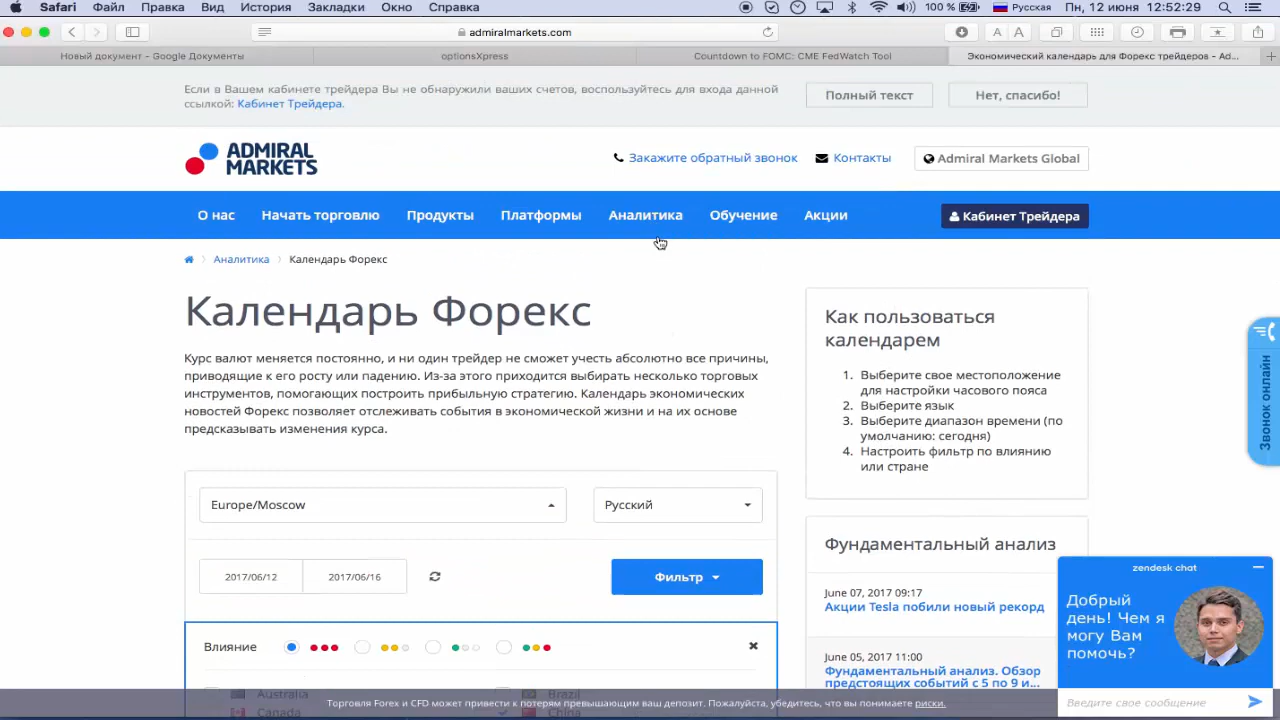 Safari Файл Правка Вид История Закладки Окно Справка 100 % Русская Пн, 12 июня 12:52:29
admiralmarkets.com A A
Новый документ - Google Документы optionsXpress Countdown to FOMC: CME FedWatch Tool Экономический календарь для Форекс трейдеров - Ad...
Если в Вашем кабинете трейдера Вы не обнаружили ваших счетов, воспользуйтесь для входа данной
ссылкой: Кабинет Трейдера.
Полный текст Нет, спасибо!
ADMIRAL
MARKETS
Закажите обратный звонок Контакты Admiral Markets Global
О нас Начать торговлю Продукты Платформы Аналитика Обучение Акции Кабинет Трейдера
Аналитика Календарь Форекс
Календарь Форекс
Курс валют меняется постоянно, и ни один трейдер не сможет учесть абсолютно все причины,
приводящие к его росту или падению. Из-за этого приходится выбирать несколько торговых
инструментов, помогающих построить прибыльную стратегию. Календарь экономических
новостей Форекс позволяет отслеживать события в экономической жизни и на их основе
предсказывать изменения курса.
Europe/Moscow Русский
2017/06/12 2017/06/16 Фильтр
Влияние
Australia Brazil
Canada China
Как пользоваться
календарем
1. Выберите свое местоположение
для настройки часового пояса
2. Выберите язык
3. Выберите диапазон времени (по
умолчанию: сегодня)
4. Настроить фильтр по влиянию
или стране
Фундаментальный анализ
June 07, 2017 09:17
Акции Tesla побили новый рекорд
June 05, 2017 11:00
Фундаментальный анализ. Обзор
предстоящих событий с 5 по 9 и...
Звонок онлайн
zendesk chat
Добрый
день! Чем я
могу Вам
помочь?
Введите свое сообщение
Торговля Forex и CFD может привести к потерям превышающим ваш депозит. Пожалуйста, убедитесь, что вы понимаете риски.